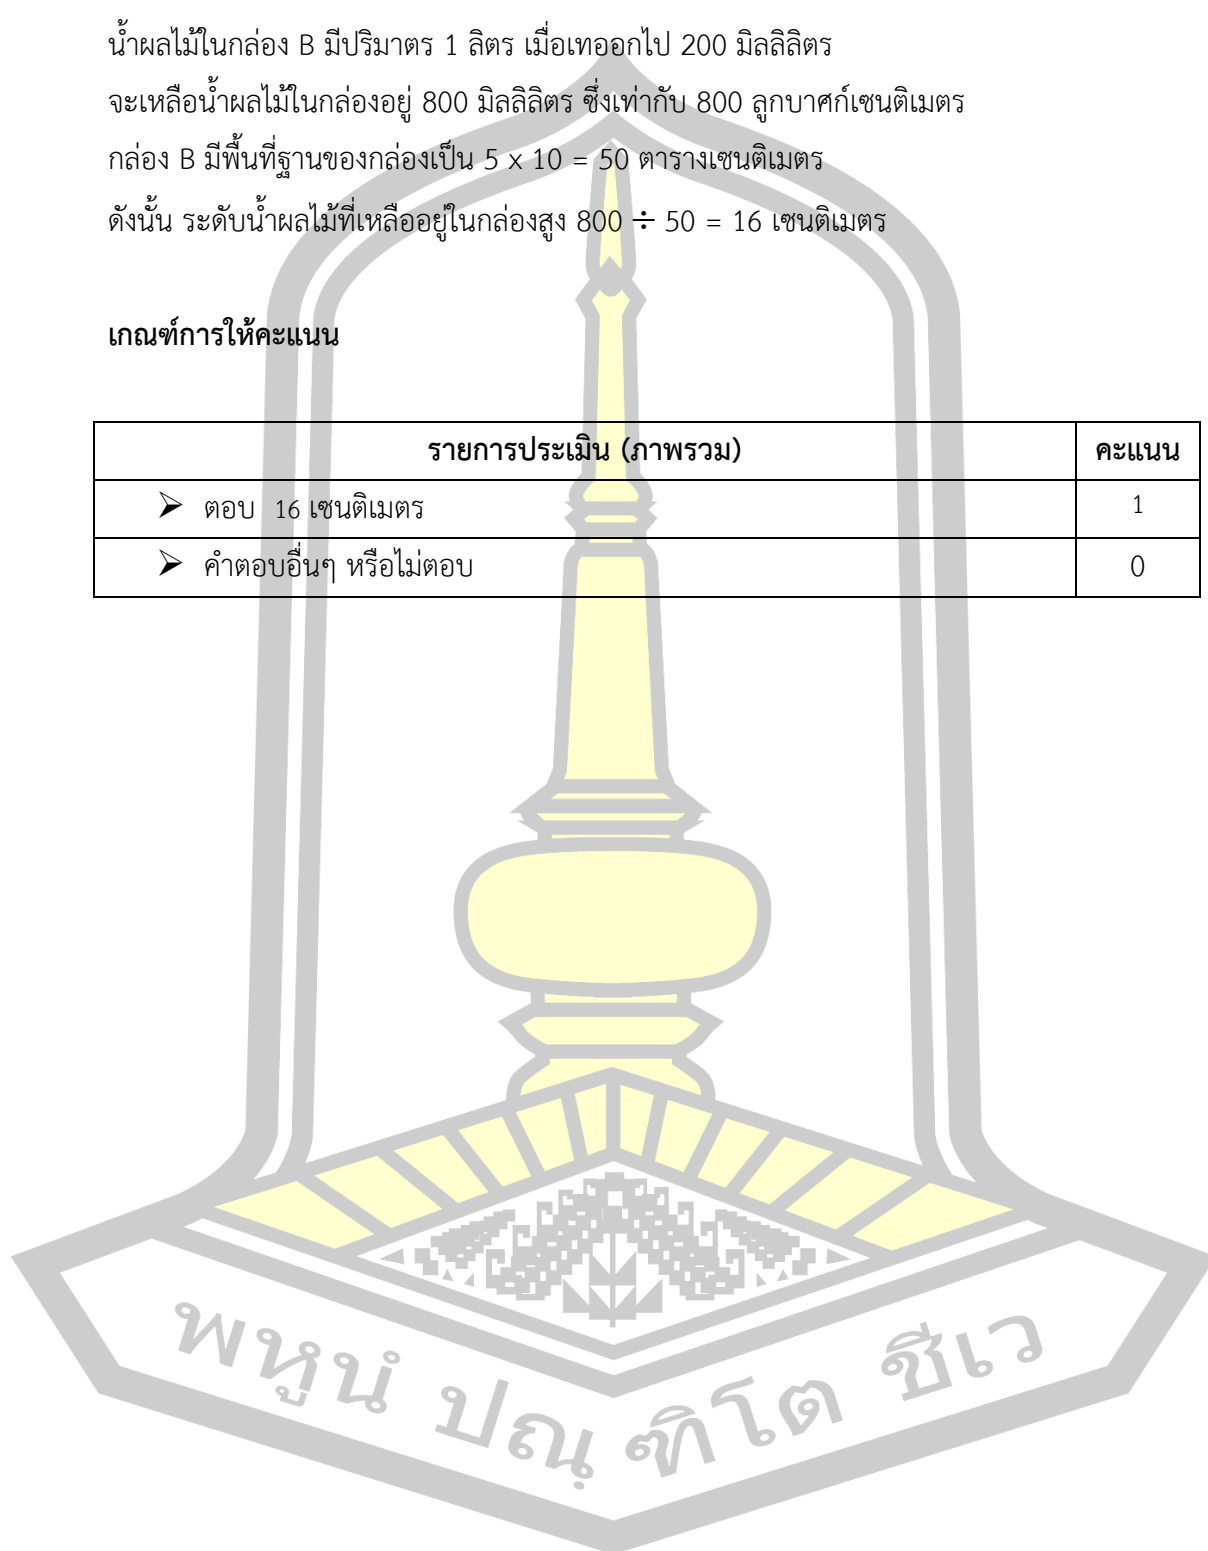 น้ำผลไม้ในกล่อง B มีปริมาตร 1 ลิตร เมื่อเทออกไป 200 มิลลิลิตร
จะเหลือน้ำผลไม้ในกล่องอยู่ 800 มิลลิลิตร ซึ่งเท่ากับ 800 ลูกบาศก์เซนติเมตร
กล่อง B มีพื้นที่ฐานของกล่องเป็น 5 x 10 = 50 ตารางเซนติเมตร
ดังนั้น ระดับน้ำผลไม้ที่เหลืออยู่ในกล่องสูง 800 ÷ 50 = 16 เซนติเมตร
เกณฑ์การให้คะแนน
รายการประเมิน (ภาพรวม) คะแนน
➢ ตอบ 16 เซนติเมตร 1
➢ คำตอบอื่นๆ หรือไม่ตอบ 0
พหูนํ ปณฺฑิโต ชีเว